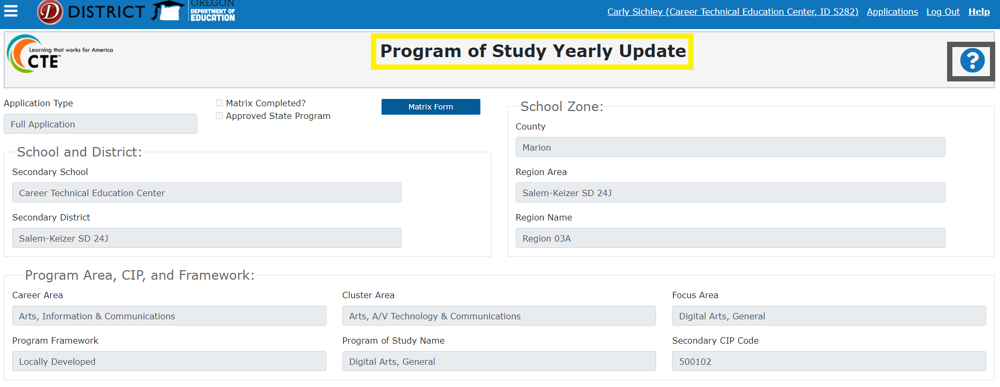 DISTRICT
OREGON
DEPARTMENT OF
EDUCATION
Carly Sichley (Career Technical Education Center, ID 5282) Applications Log Out Help
Learning that works for America
CTE™
Program of Study Yearly Update
?
Application Type
Full Application
Matrix Completed?
Approved State Program
Matrix Form
School and District:
Secondary School
Career Technical Education Center
Secondary District
Salem-Keizer SD 24J
School Zone:
County
Marion
Region Area
Salem-Keizer SD 24J
Region Name
Region 03A
Program Area, CIP, and Framework:
Career Area Cluster Area Focus Area
Arts, Information & Communications Arts, A/V Technology & Communications Digital Arts, General
Program Framework Program of Study Name Secondary CIP Code
Locally Developed Digital Arts, General 500102